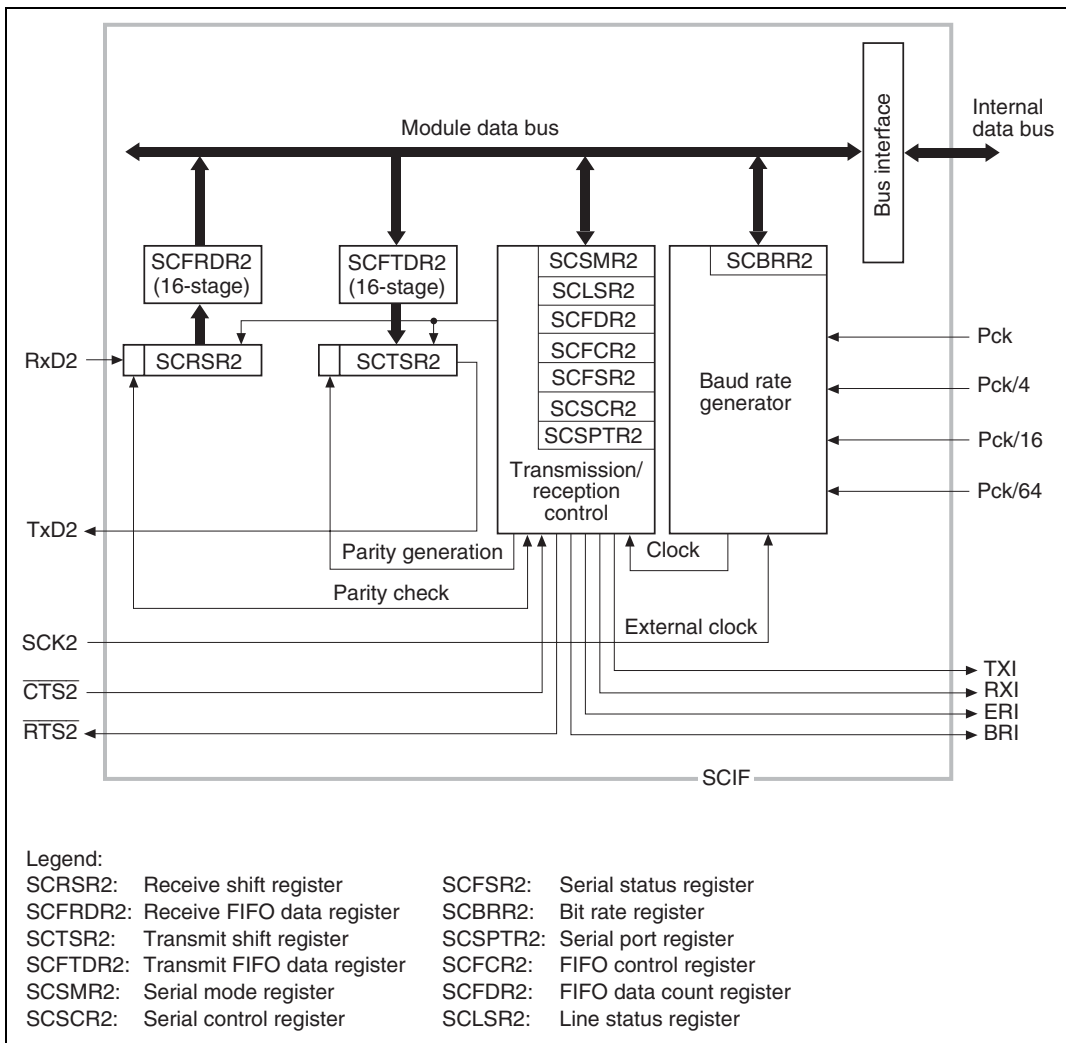 Module data bus
Bus interface
Internal
data bus
SCFRDR2
(16-stage)
SCFTDR2
(16-stage)
SCSMR2
SCLSR2
SCFDR2
SCFCR2
SCFSR2
SCSCR2
SCSPTR2
Transmission/
reception
control
SCBRR2
Baud rate
generator
Pck
Pck/4
Pck/16
Pck/64
RxD2
SCRSR2
SCTSR2
TxD2
Parity generation
Parity check
Clock
External clock
SCK2
CTS2
RTS2
TXI
RXI
ERI
BRI
SCIF
Legend:
SCRSR2: Receive shift register
SCFRDR2: Receive FIFO data register
SCTSR2: Transmit shift register
SCFTDR2: Transmit FIFO data register
SCSMR2: Serial mode register
SCSCR2: Serial control register
SCFSR2: Serial status register
SCBRR2: Bit rate register
SCSPTR2: Serial port register
SCFCR2: FIFO control register
SCFDR2: FIFO data count register
SCLSR2: Line status register